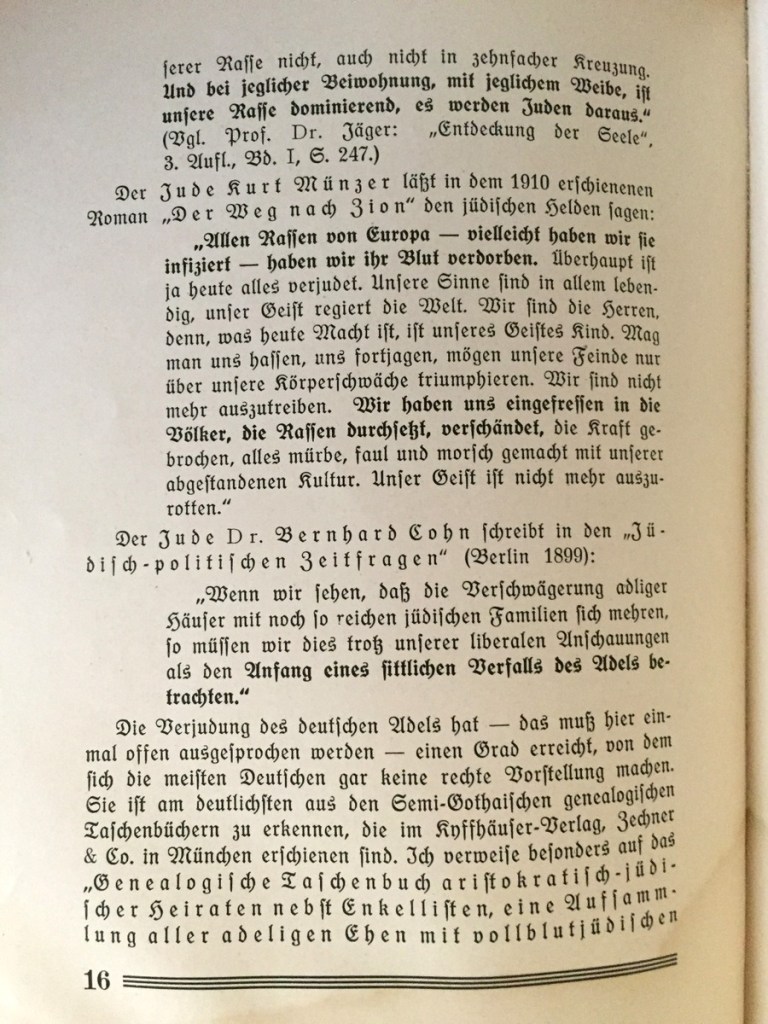 serer Rasse nicht, auch nicht in zehnfacher Kreuzung.
Und bei jeglicher Beiwohnung, mit jeglichem Weibe, ist
unsere Rasse dominierend, es werden Juden daraus.“
(Vgl. Prof. Dr. Jäger: „Entdeckung der Seele“,
3. Aufl., Bd. I, S. 247.)
Der Jude Kurt Münzer läßt in dem 1910 erschienenen
Roman „Der Weg nach Zion“ den jüdischen Helden sagen:
„Allen Rassen von Europa — vielleicht haben wir sie
infiziert — haben wir ihr Blut verdorben. Überhaupt ist
ja heute alles verjudet. Unsere Sinne sind in allem leben-
dig, unser Geist regiert die Welt. Wir sind die Herren,
denn, was heute Macht ist, ist unseres Geistes Kind. Mag
man uns hassen, uns fortjagen, mögen unsere Feinde nur
über unsere Körperschwäche triumphieren. Wir sind nicht
mehr auszutreiben. Wir haben uns eingefressen in die
Völker, die Rassen durchsetzt, verschändet, die Kraft ge-
brochen, alles mürbe, faul und morsch gemacht mit unserer
abgestandenen Kultur. Unser Geist ist nicht mehr auszu-
rotten.“
Der Jude Dr. Bernhard Cohn schreibt in den „Jü-
disch-politischen Zeitfragen“ (Berlin 1899):
„Wenn wir sehen, daß die Verschwägerung adliger
Häuser mit noch so reichen jüdischen Familien sich mehren,
so müssen wir dies trotz unserer liberalen Anschauungen
als den Anfang eines sittlichen Verfalls des Adels be-
trachten.“
Die Verjudung des deutschen Adels hat — das muß hier ein-
mal offen ausgesprochen werden — einen Grad erreicht, von dem
sich die meisten Deutschen gar keine rechte Vorstellung machen.
Sie ist am deutlichsten aus den Semi-Gothaischen genealogischen
Taschenbüchern zu erkennen, die im Kyffhäuser-Verlag, Zechner
& Co. in München erschienen sind. Ich verweise besonders auf das
„Genealogische Taschenbuch aristokratisch-jüdi-
scher Heiraten nebst Enkellisten, eine Aufsamm-
lung aller adeligen Ehen mit vollblutjüdischen
16